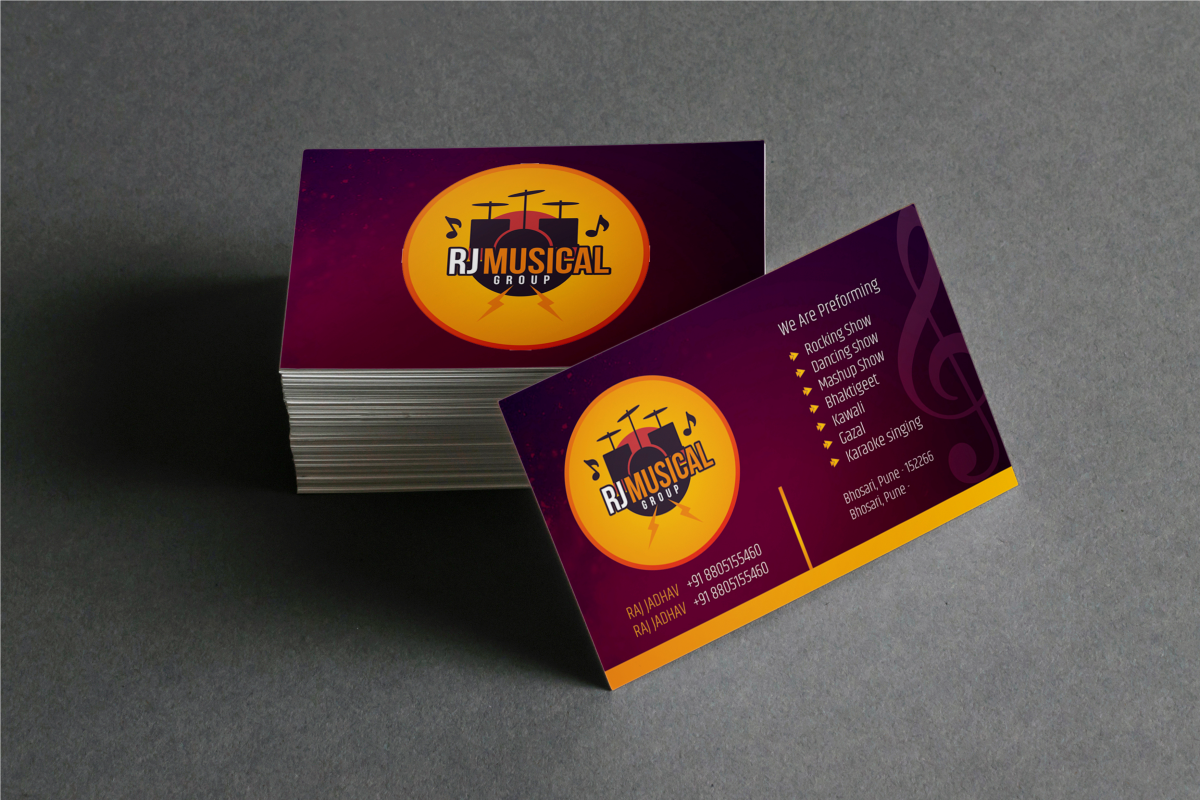 RJ MUSICAL
GROUP
We Are Preforming
Rocking Show
Dancing show
Mashup Show
Bhaktigeet
Kawali
Gazal
Karaoke singing
Bhosari, Pune - 152266
Bhosari, Pune -
RJ MUSICAL
GROUP
RAJ JADHAV +91 8805155460
RAJ JADHAV +91 8805155460